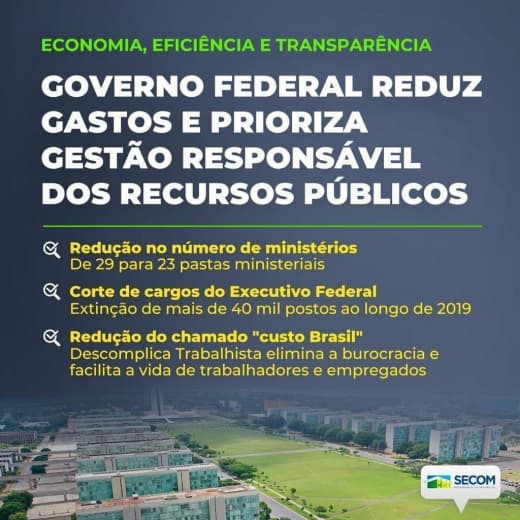 ECONOMIA, EFICIÊNCIA E TRANSPARÊNCIA
GOVERNO FEDERAL REDUZ
GASTOS E PRIORIZA
GESTÃO RESPONSÁVEL
DOS RECURSOS PÚBLICOS
Redução no número de ministérios
De 29 para 23 pastas ministeriais
Corte de cargos do Executivo Federal
Extinção de mais de 40 mil postos ao longo de 2019
Redução do chamado "custo Brasil"
Descomplica Trabalhista elimina a burocracia e
facilita a vida de trabalhadores e empregados
SECOM